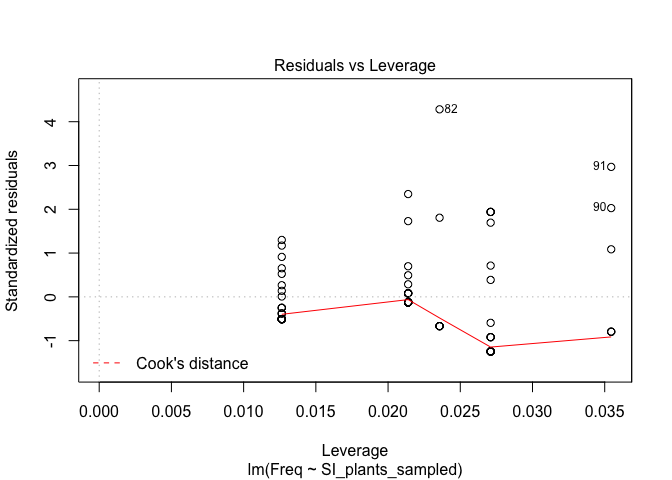 Residuals vs Leverage
Standardized residuals
4
3
2
1
0
-1
82
91
90
Cook's distance
0.000 0.005 0.010 0.015 0.020 0.025 0.030 0.035
Leverage
lm(Freq ~ SI_plants_sampled)